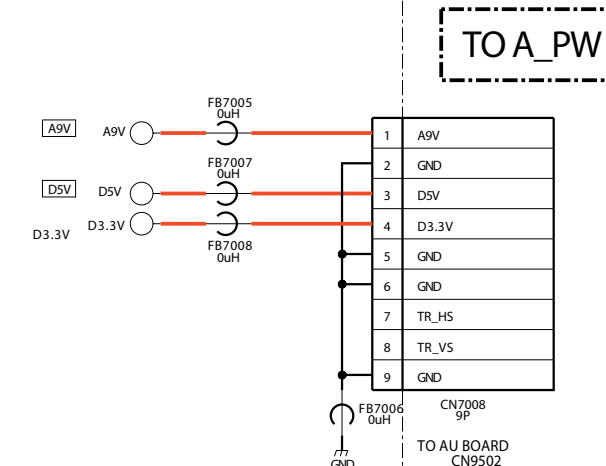 TO A_PW
FB7005
0uH
A9V
A9V
1
A9V
FB7007
0uH
2
GND
D5V
D5V
3
D5V
D3.3V
D3.3V
4
D3.3V
FB7008
0uH
5
GND
6
GND
7
TR_HS
8
TR_VS
9
GND
FB7006
0uH
CN7008
9P
TO AU BOARD
CN9502
GND